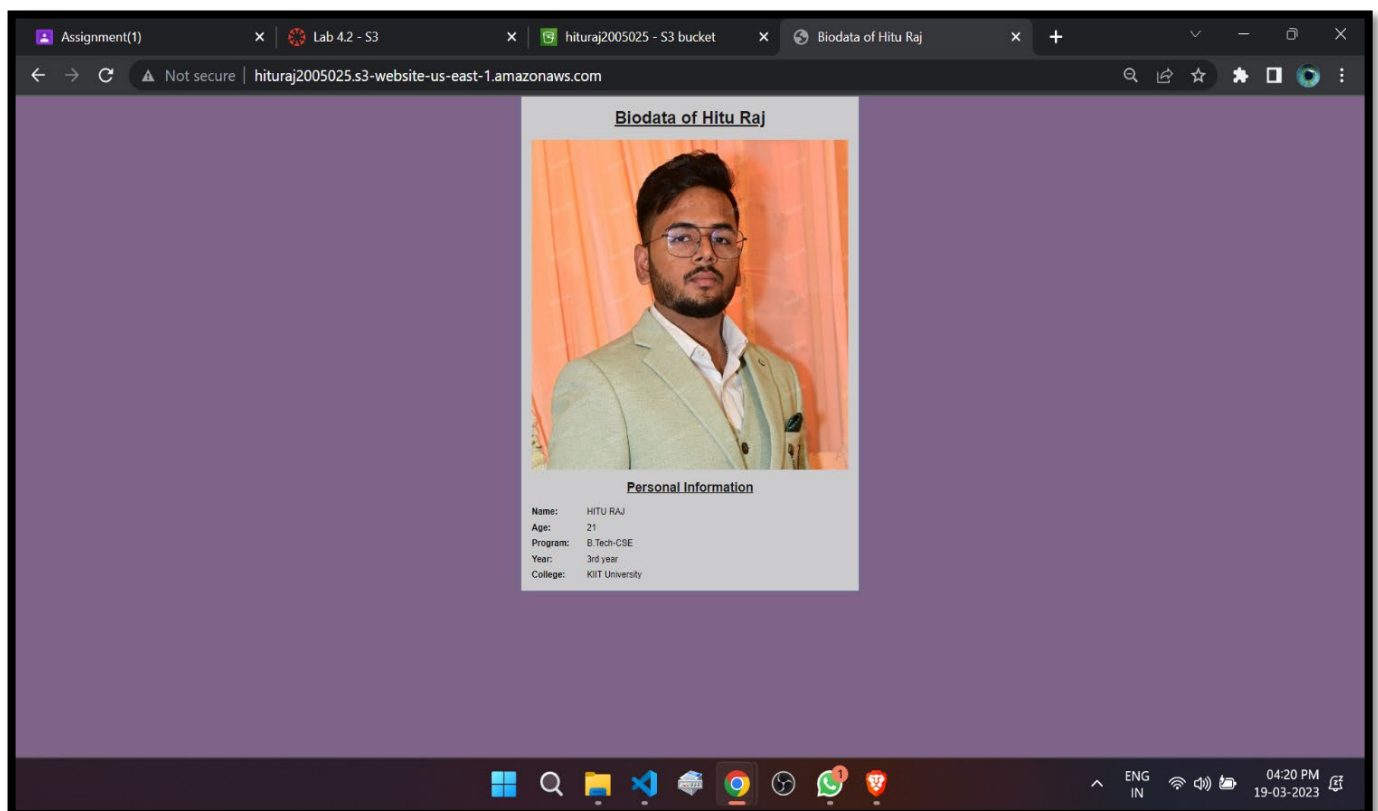 Assignment(1)
Lab 4.2 - S3
hituraj2005025 - S3 bucket
Biodata of Hitu Raj
Not secure | hituraj2005025.s3-website-us-east-1.amazonaws.com
Biodata of Hitu Raj
Personal Information
Name: HITU RAJ
Age: 21
Program: B.Tech-CSE
Year: 3rd year
College: KIIT University
1
ENG
IN
04:20 PM
19-03-2023